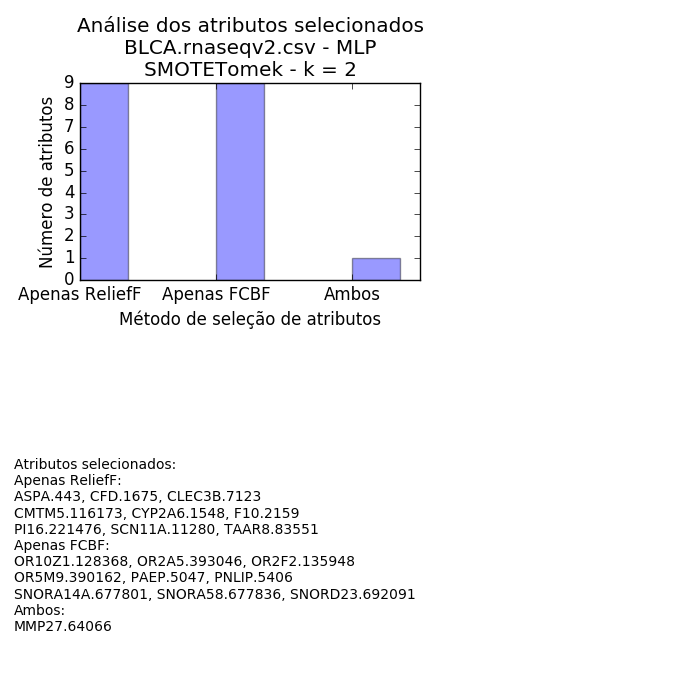 Análise dos atributos selecionados
BLCA.rnaseqv2.csv - MLP
SMOTETomek - k = 2
9
8
7
6
5
4
3
2
1
0
Número de atributos
Apenas ReliefF Apenas FCBF Ambos
Método de seleção de atributos
Atributos selecionados:
Apenas ReliefF:
ASPA.443, CFD.1675, CLEC3B.7123
CMTM5.116173, CYP2A6.1548, F10.2159
PI16.221476, SCN11A.11280, TAAR8.83551
Apenas FCBF:
OR10Z1.128368, OR2A5.393046, OR2F2.135948
OR5M9.390162, PAEP.5047, PNLIP.5406
SNORA14A.677801, SNORA58.677836, SNORD23.692091
Ambos:
MMP27.64066